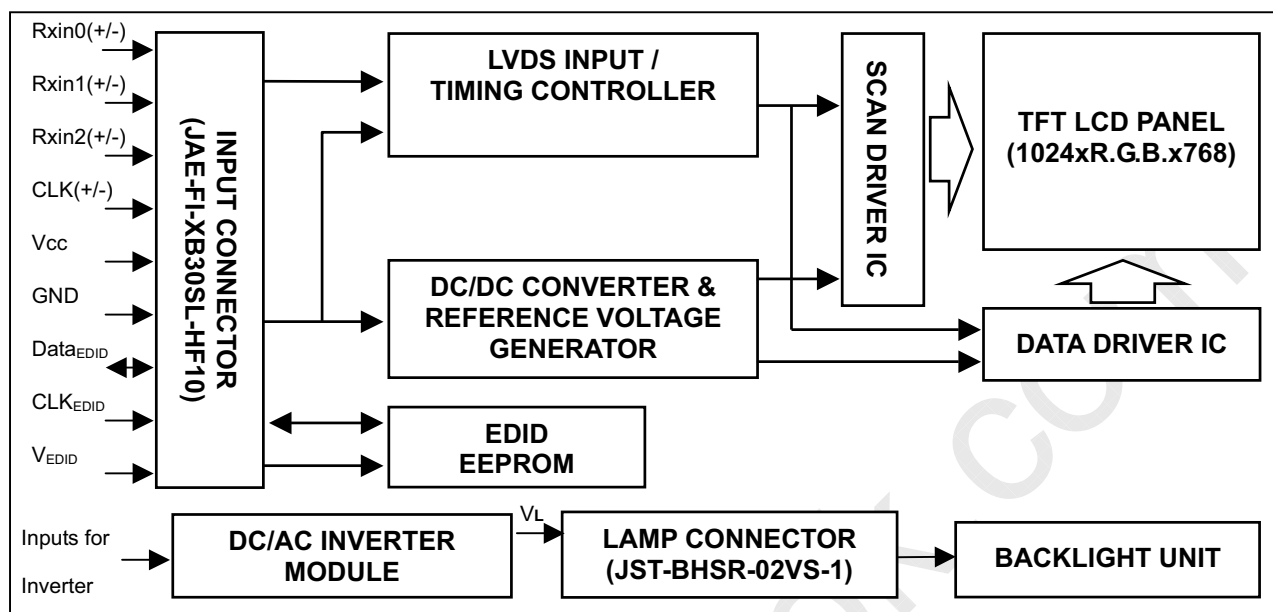 Rxin0(+/-)
Rxin1(+/-)
Rxin2(+/-)
CLK(+/-)
Vcc
GND
DataEDID
CLKEDID
VEDID
INPUT CONNECTOR
(JAE-FI-XB30SL-HF10)
LVDS INPUT /
TIMING CONTROLLER
DC/DC CONVERTER &
REFERENCE VOLTAGE
GENERATOR
EDID
EEPROM
SCAN DRIVER IC
TFT LCD PANEL
(1024xR.G.B.x768)
DATA DRIVER IC
Inputs for
Inverter
DC/AC INVERTER
MODULE
VL
LAMP CONNECTOR
(JST-BHSR-02VS-1)
BACKLIGHT UNIT